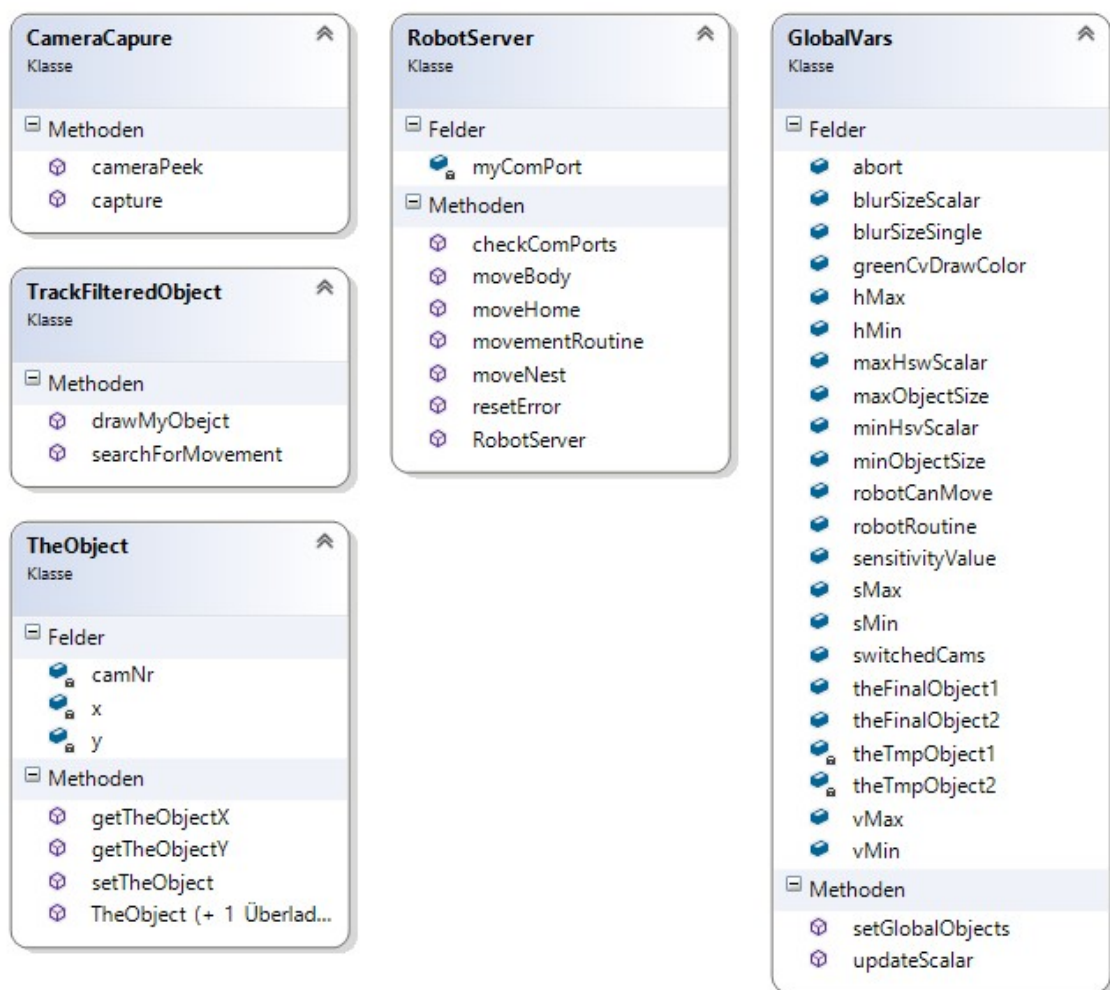 CameraCapure
Klasse
Methoden
cameraPeek
capture
TrackFilteredObject
Klasse
Methoden
drawMyObejct
searchForMovement
TheObject
Klasse
Felder
camNr
x
y
Methoden
getTheObjectX
getTheObjectY
setTheObject
TheObject (+ 1 Überlad...
RobotServer
Klasse
Felder
myComPort
Methoden
checkComPorts
moveBody
moveHome
movementRoutine
moveNest
resetError
RobotServer
GlobalVars
Klasse
Felder
abort
blurSizeScalar
blurSizeSingle
greenCvDrawColor
hMax
hMin
maxHswScalar
maxObjectSize
minHsvScalar
minObjectSize
robotCanMove
robotRoutine
sensitivityValue
sMax
sMin
switchedCams
theFinalObject1
theFinalObject2
theTmpObject1
theTmpObject2
vMax
vMin
Methoden
setGlobalObjects
updateScalar